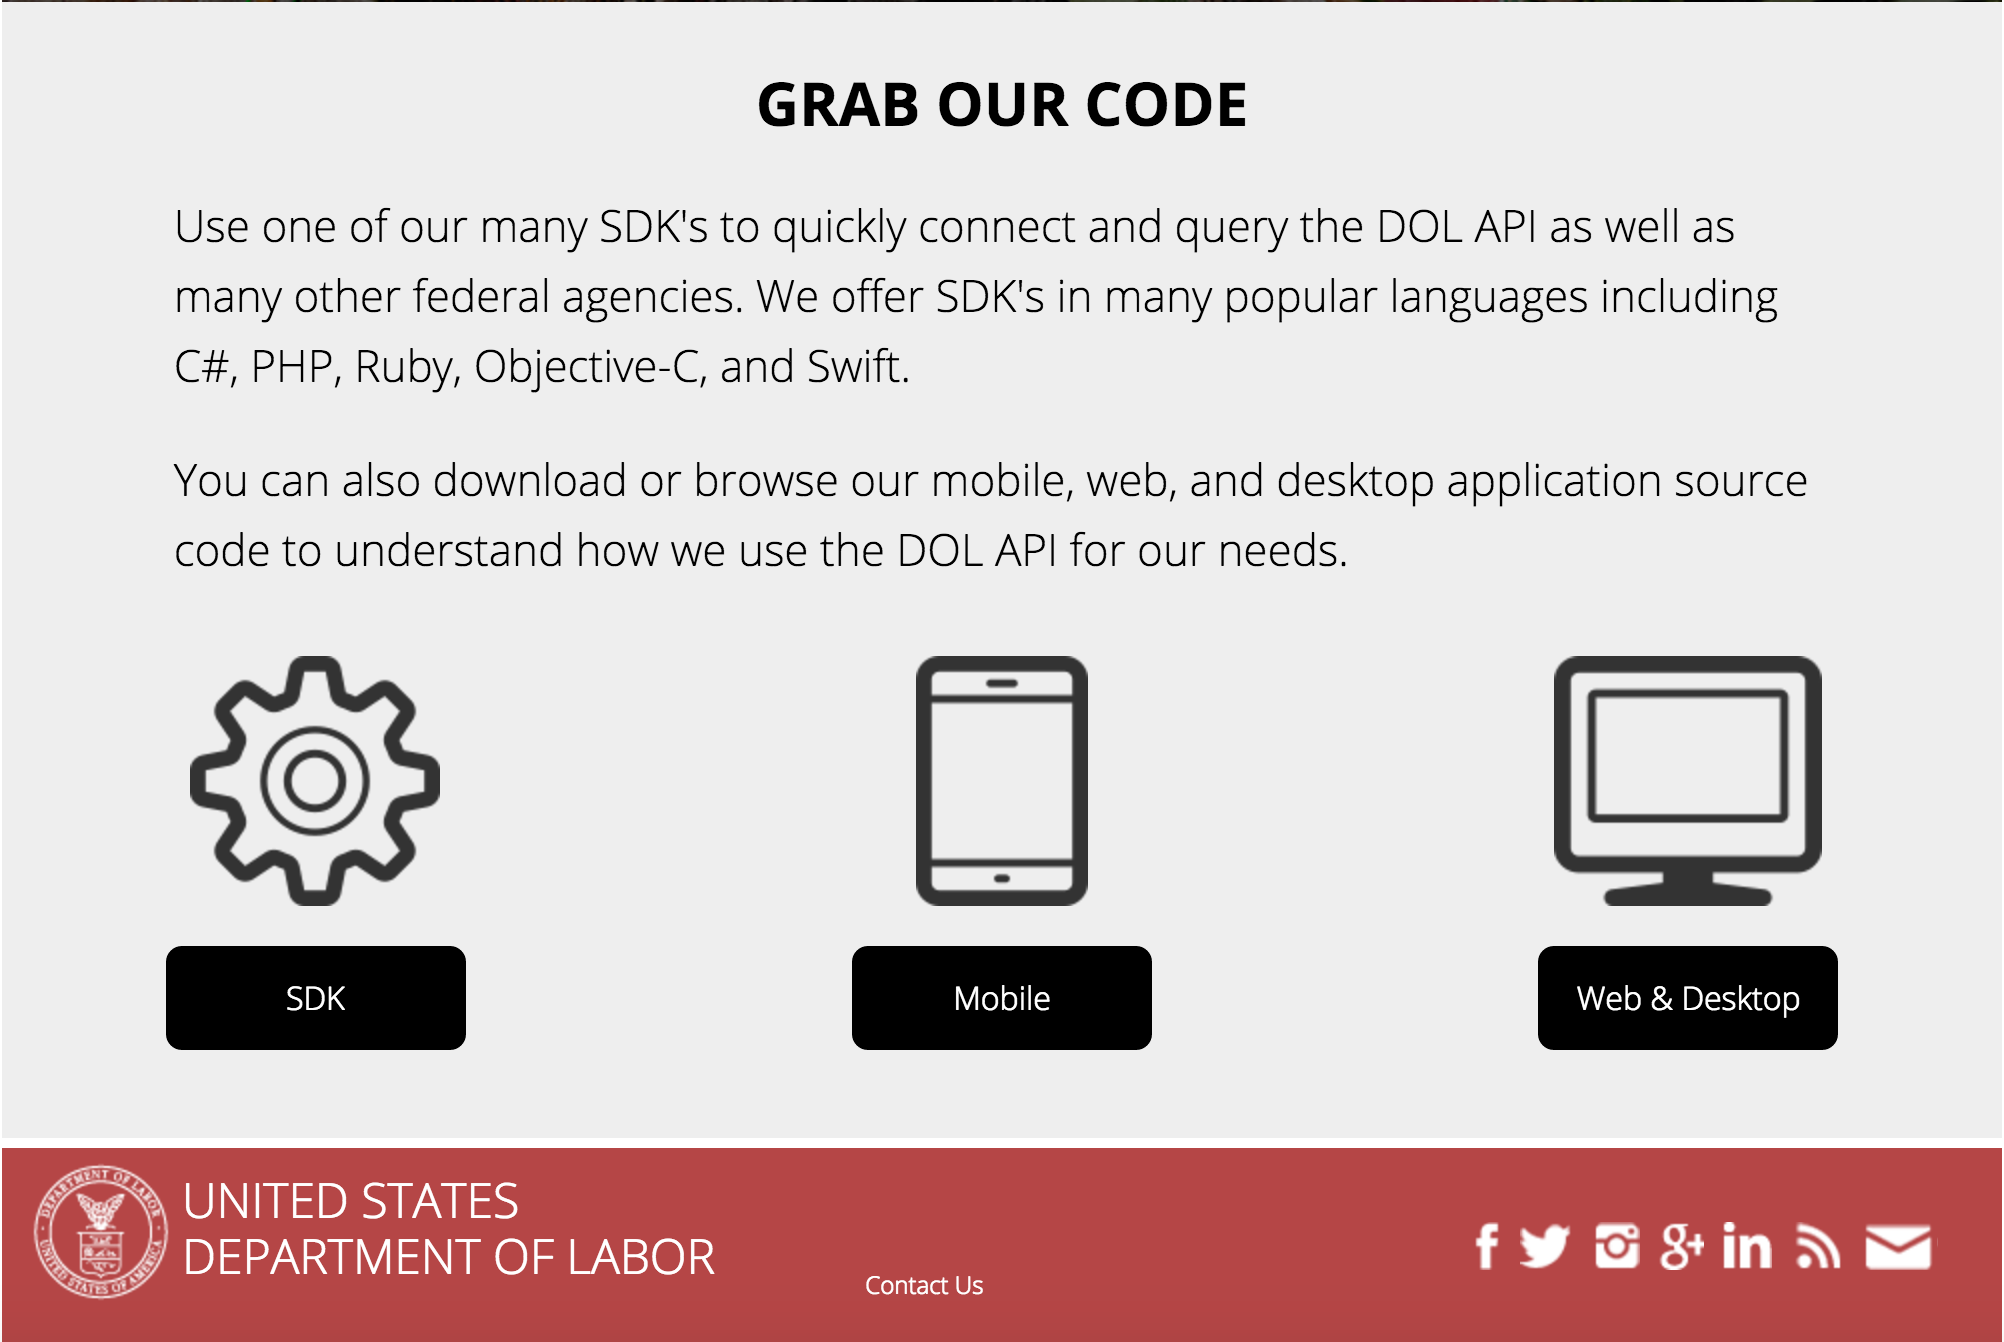 GRAB OUR CODE
Use one of our many SDK's to quickly connect and query the DOL API as well as
many other federal agencies. We offer SDK's in many popular languages including
C#, PHP, Ruby, Objective-C, and Swift.
You can also download or browse our mobile, web, and desktop application source
code to understand how we use the DOL API for our needs.
SDK
Mobile
Web & Desktop
DEPARTMENT OF LABOR
UNITED STATES OF AMERICA
UNITED STATES
DEPARTMENT OF LABOR
Contact Us
f
g+
in